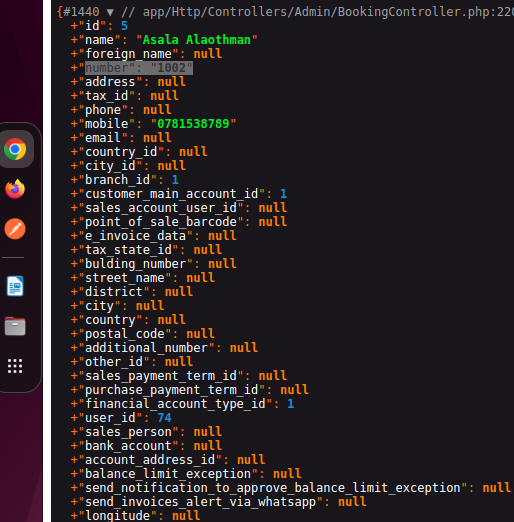 {#1440 ▼ // app/Http/Controllers/Admin/BookingController.php:220
+"id": 5
+"name": "Asala Alaothman"
+"foreign_name": null
+"number": "1002"
+"address": null
+"tax_id": null
+"phone": null
+"mobile": "0781538789"
+"email": null
+"country_id": null
+"city_id": null
+"branch_id": 1
+"customer_main_account_id": 1
+"sales_account_user_id": null
+"point_of_sale_barcode": null
+"e_invoice_data": null
+"tax_state_id": null
+"bulding_number": null
+"street_name": null
+"district": null
+"city": null
+"country": null
+"postal_code": null
+"additional_number": null
+"other_id": null
+"sales_payment_term_id": null
+"purchase_payment_term_id": null
+"financial_account_type_id": 1
+"user_id": 74
+"sales_person": null
+"bank_account": null
+"account_address_id": null
+"balance_limit_exception": null
+"send_notification_to_approve_balance_limit_exception": null
+"send_invoices_alert_via_whatsapp": null
+"longitude": null